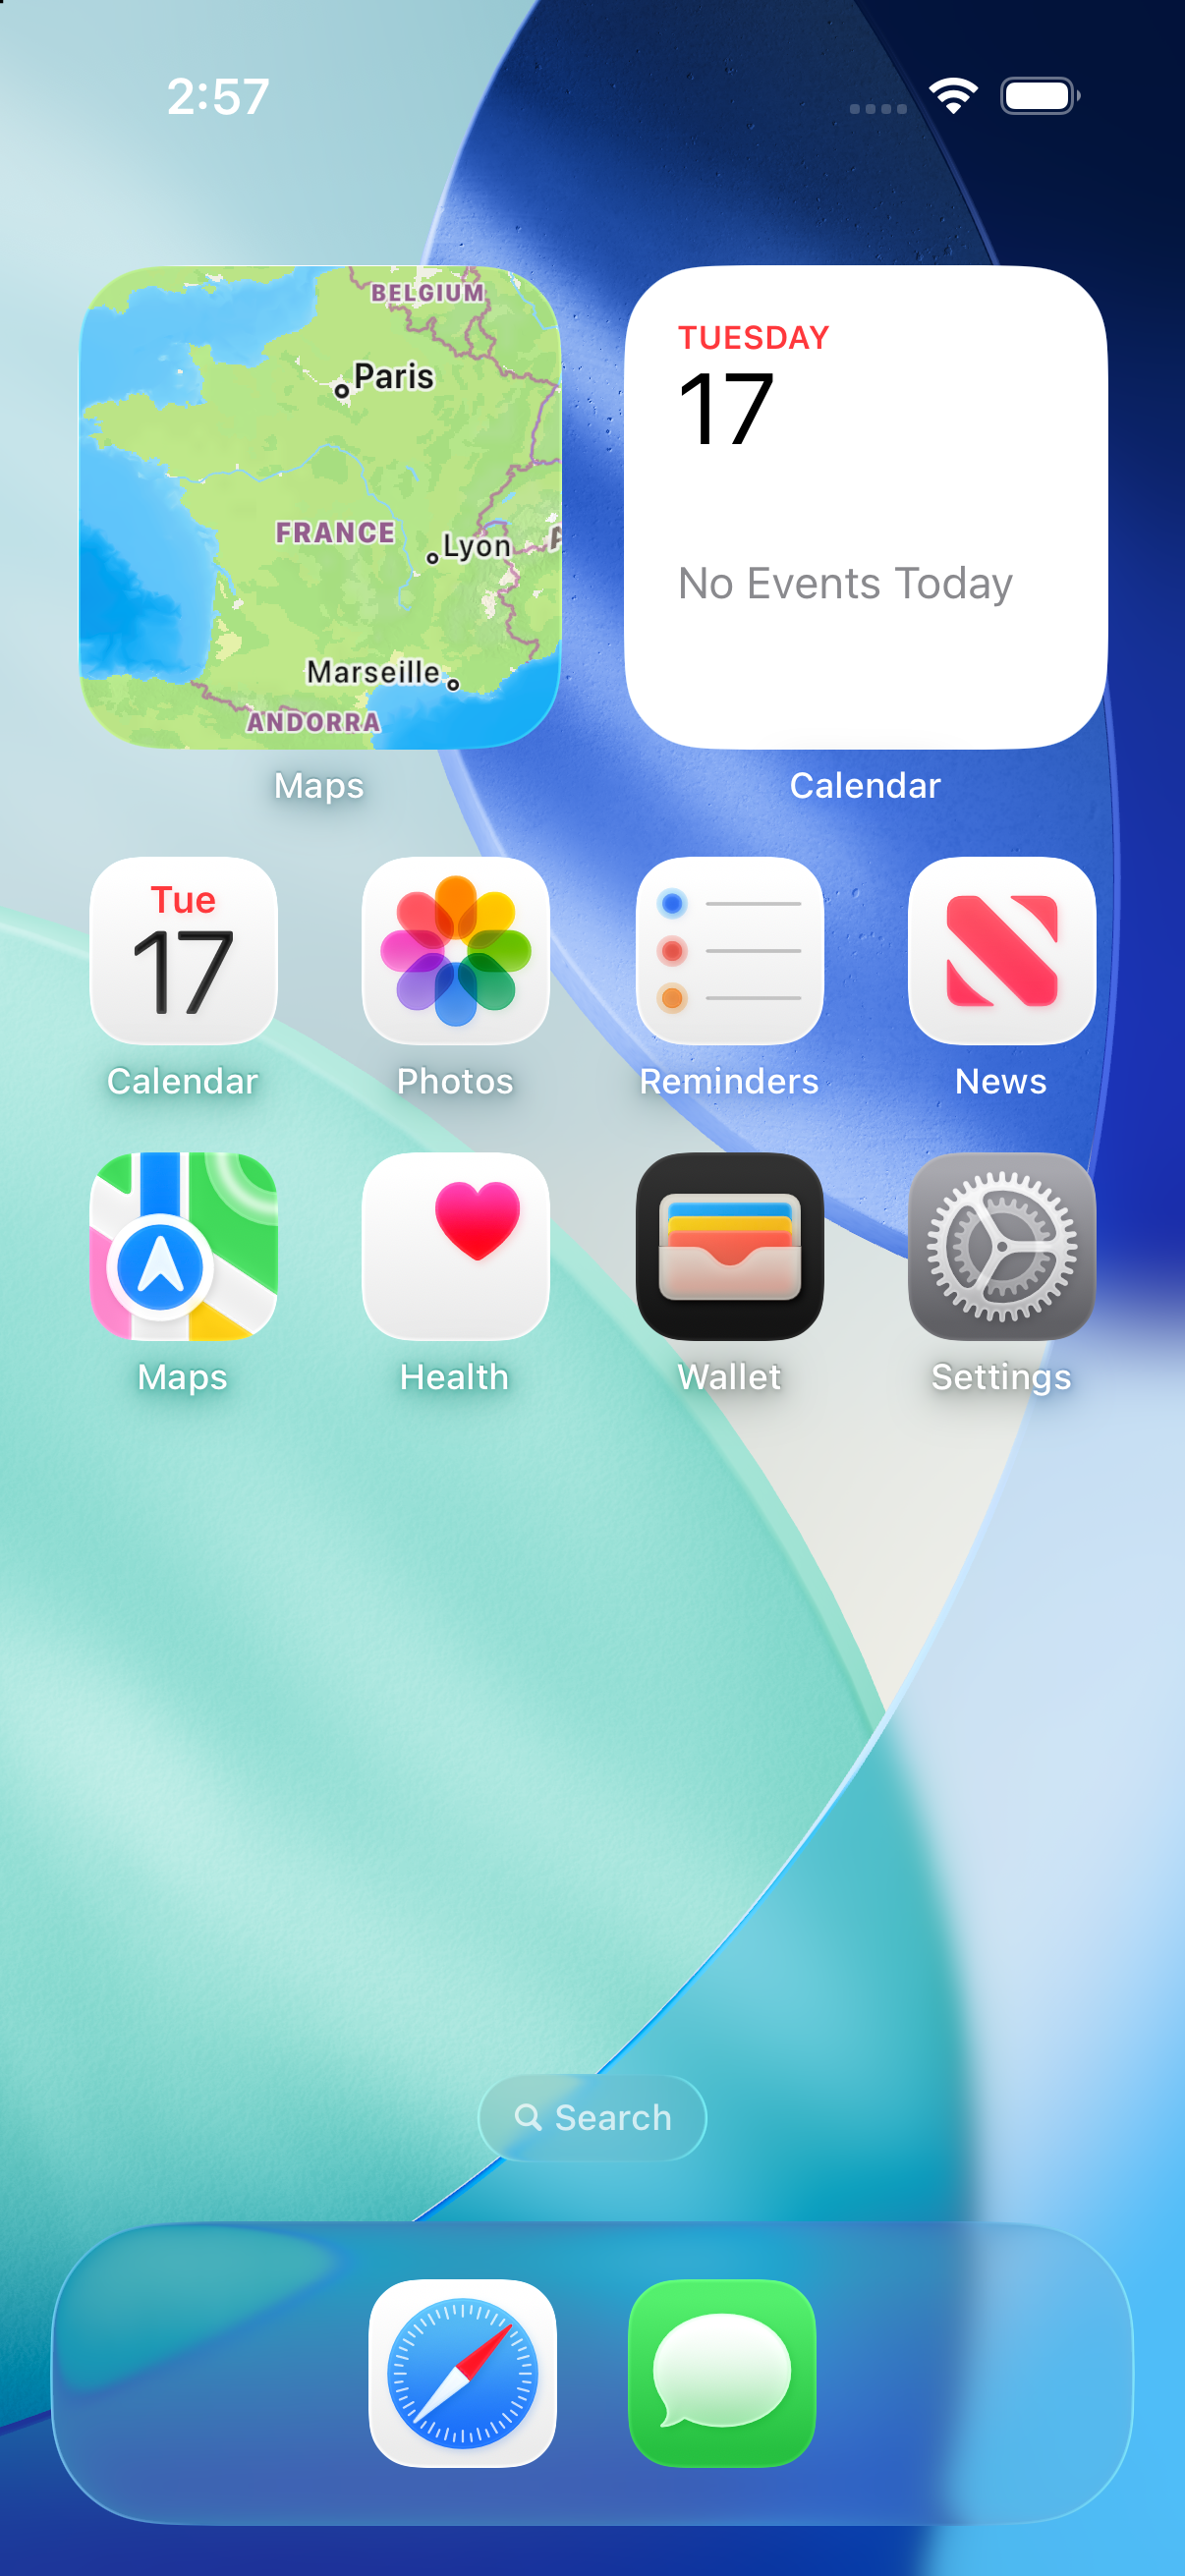 2:57
BELGIUM
Paris
FRANCE
Lyon
Marseille
ANDORRA
Maps
TUESDAY
17
No Events Today
Calendar
Tue
17
Calendar
Photos
Reminders
News
Maps
Health
Wallet
Settings
Search